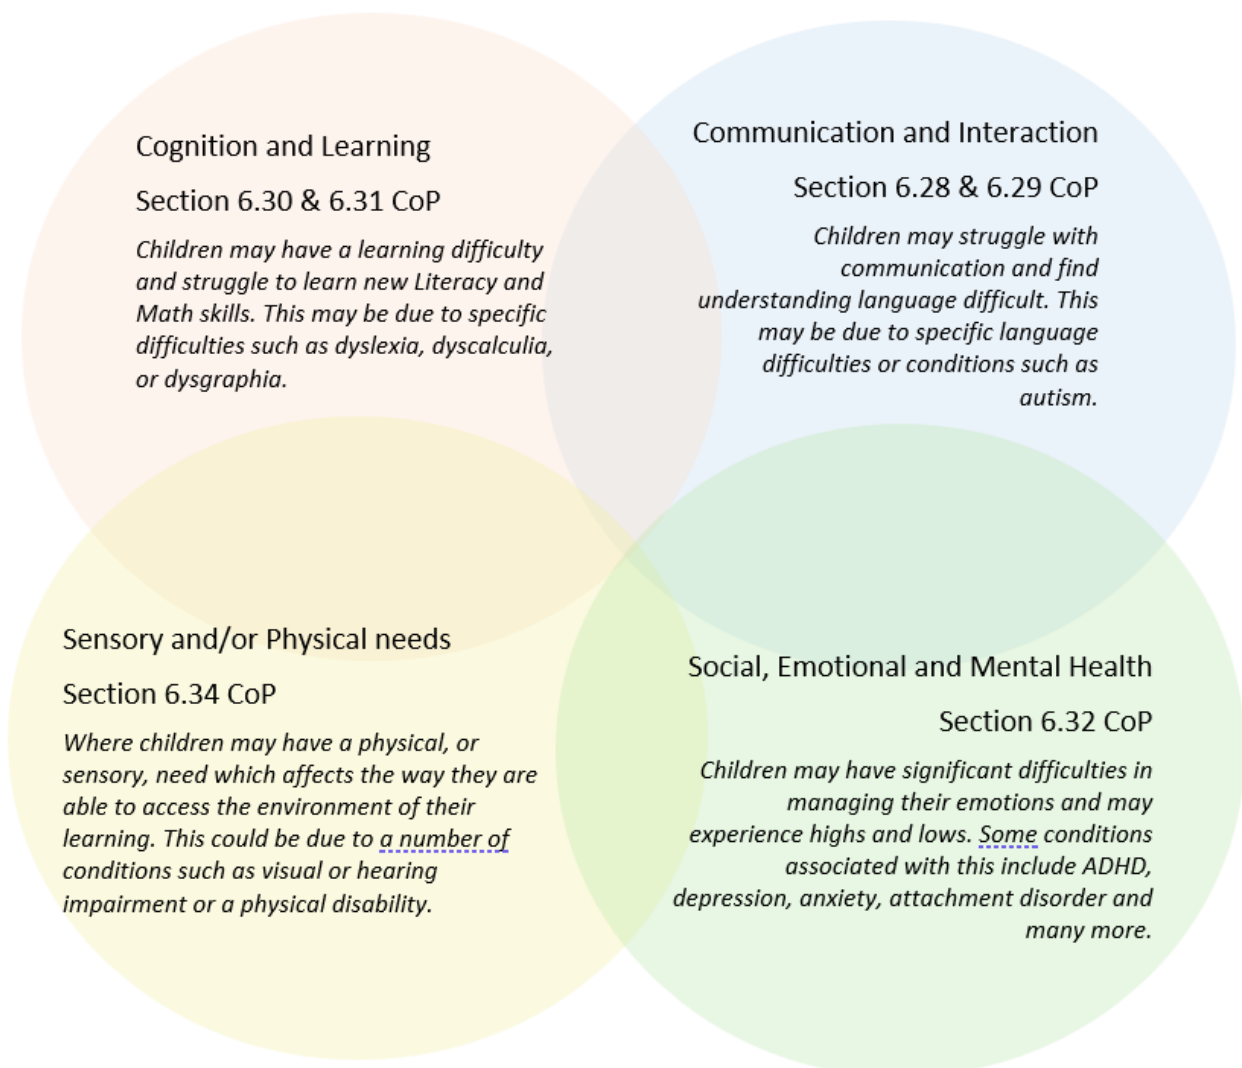 Cognition and Learning
Section 6.30 & 6.31 CoP
Children may have a learning difficulty
and struggle to learn new Literacy and
Math skills. This may be due to specific
difficulties such as dyslexia, dyscalculia,
or dysgraphia.
Communication and Interaction
Section 6.28 & 6.29 CoP
Children may struggle with
communication and find
understanding language difficult. This
may be due to specific language
difficulties or conditions such as
autism.
Sensory and/or Physical needs
Section 6.34 CoP
Where children may have a physical, or
sensory, need which affects the way they are
able to access the environment of their
learning. This could be due to a number of
conditions such as visual or hearing
impairment or a physical disability.
Social, Emotional and Mental Health
Section 6.32 CoP
Children may have significant difficulties in
managing their emotions and may
experience highs and lows. Some conditions
associated with this include ADHD,
depression, anxiety, attachment disorder and
many more.